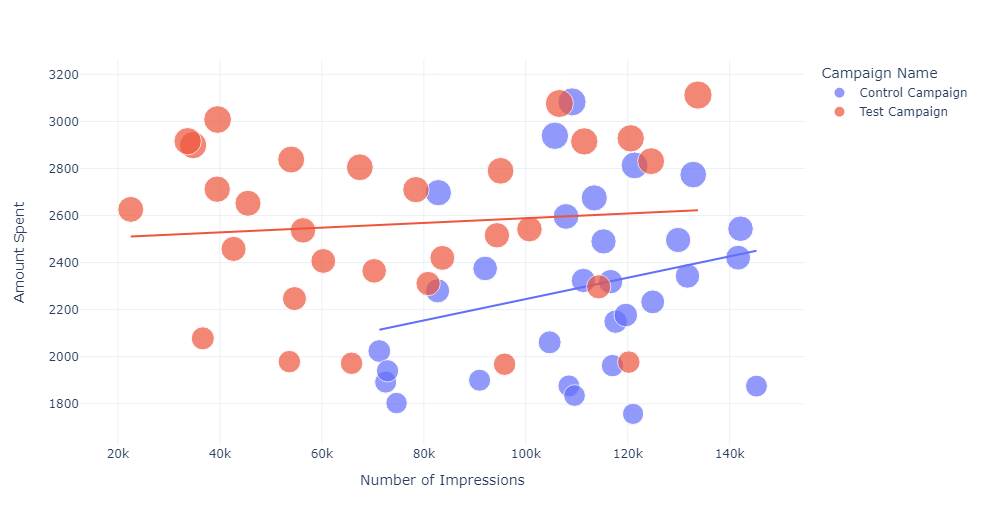 Campaign Name
Control Campaign
Test Campaign
3200
3000
2800
2600
2400
2200
2000
1800
Amount Spent
20k 40k 60k 80k 100k 120k 140k
Number of Impressions